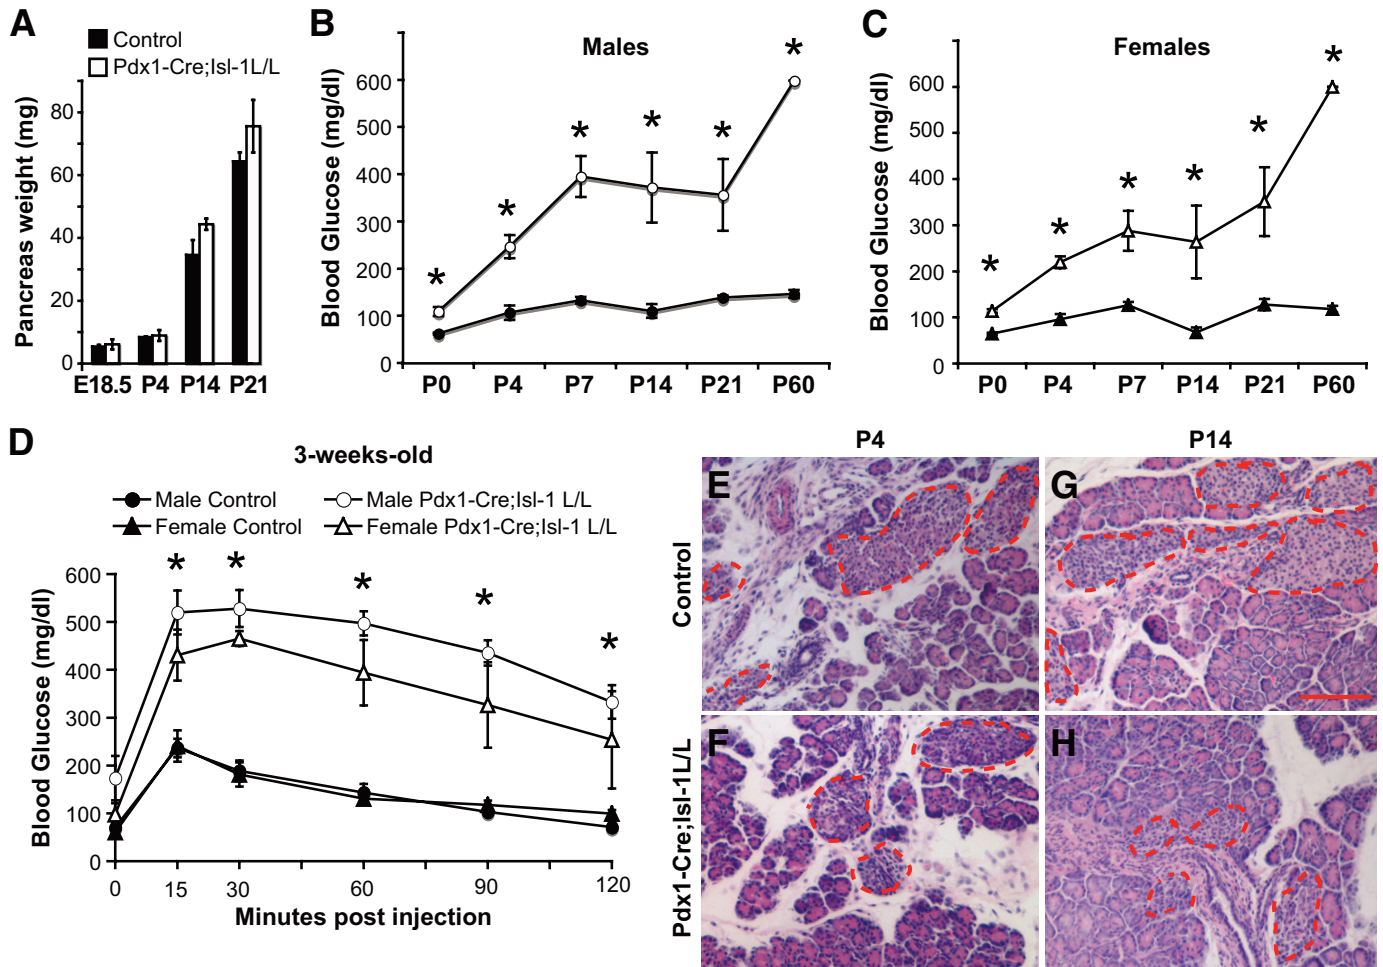 A
Control
Pdx1-Cre;Isl-1L/L
Pancreas weight (mg)
80
60
40
20
0
E18.5 P4 P14 P21
B
Males
Blood Glucose (mg/dl)
600
500
400
300
200
100
0
* * * * * *
P0 P4 P7 P14 P21 P60
C
Females
Blood Glucose (mg/dl)
600
500
400
300
200
100
0
* * * * * *
P0 P4 P7 P14 P21 P60
D
3-weeks-old
Male Control Male Pdx1-Cre;Isl-1 L/L
Female Control Female Pdx1-Cre;Isl-1 L/L
Blood Glucose (mg/dl)
600
500
400
300
200
100
0
* * * * *
0 15 30 60 90 120
Minutes post injection
P4 P14
Control
E G
Pdx1-Cre;Isl-1L/L
F H